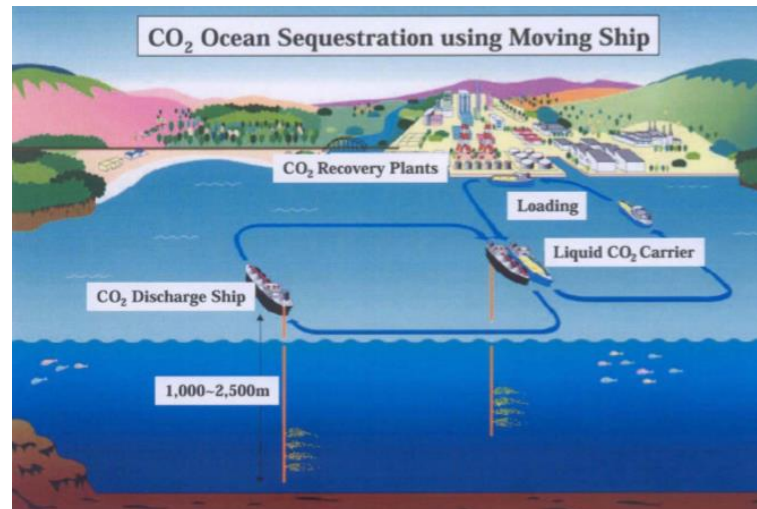 CO₂ Ocean Sequestration using Moving Ship
CO₂ Recovery Plants
Loading
Liquid CO₂ Carrier
CO₂ Discharge Ship
1,000~2,500m